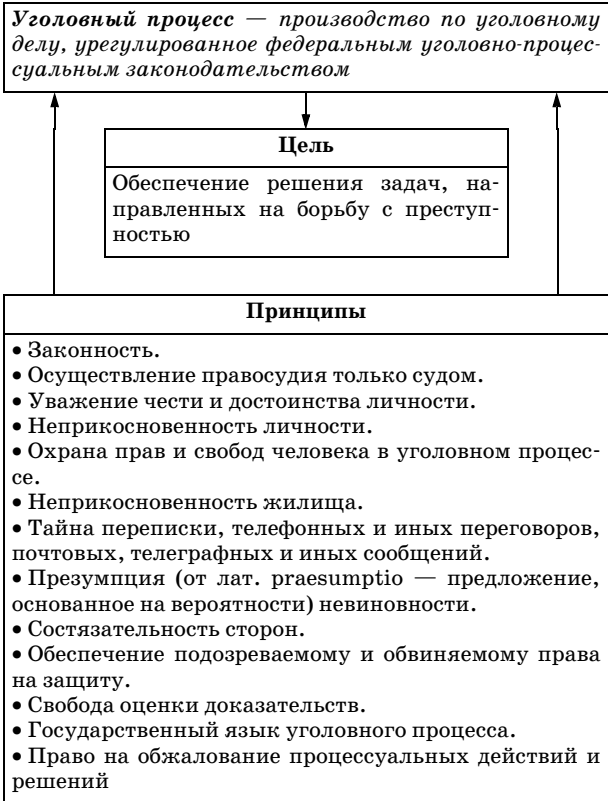 Уголовный процесс — производство по уголовному
делу, урегулированное федеральным уголовно-процес-
суальным законодательством
Цель
Обеспечение решения задач, на-
правленных на борьбу с преступ-
ностью
Принципы
• Законность.
• Осуществление правосудия только судом.
• Уважение чести и достоинства личности.
• Неприкосновенность личности.
• Охрана прав и свобод человека в уголовном процес-
се.
• Неприкосновенность жилища.
• Тайна переписки, телефонных и иных переговоров,
почтовых, телеграфных и иных сообщений.
• Презумпция (от лат. praesumptio — предложение,
основанное на вероятности) невиновности.
• Состязательность сторон.
• Обеспечение подозреваемому и обвиняемому права
на защиту.
• Свобода оценки доказательств.
• Государственный язык уголовного процесса.
• Право на обжалование процессуальных действий и
решений